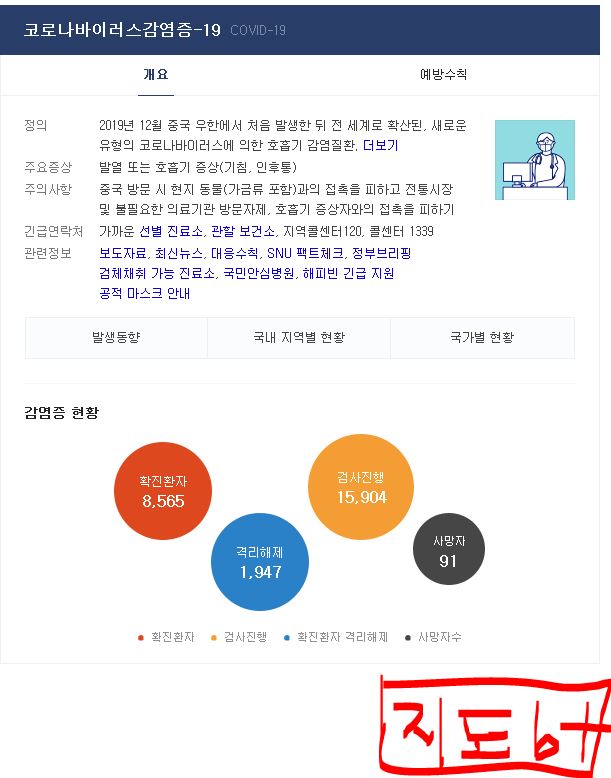 코로나바이러스감염증-19 COVID-19
개요 예방수칙
정의 2019년 12월 중국 우한에서 처음 발생한 뒤 전 세계로 확산된, 새로운
유형의 코로나바이러스에 의한 호흡기 감염질환. 더보기
주요증상 발열 또는 호흡기 증상(기침, 인후통)
주의사항 중국 방문 시 현지 동물(가금류 포함)과의 접촉을 피하고 전통시장
및 불필요한 의료기관 방문자제, 호흡기 증상자와의 접촉을 피하기
긴급연락처 가까운 선별 진료소, 관할 보건소, 지역콜센터120, 콜센터 1339
관련정보 보도자료, 최신뉴스, 대응수칙, SNU 팩트체크, 정부브리핑
검체채취 가능 진료소, 국민안심병원, 해피빈 긴급 지원
공적 마스크 안내
발생동향 국내 지역별 현황 국가별 현황
감염증 현황
확진환자
8,565
검사진행
15,904
격리해제
1,947
사망자
91
확진환자 검사진행 확진환자 격리해제 사망자수
지도